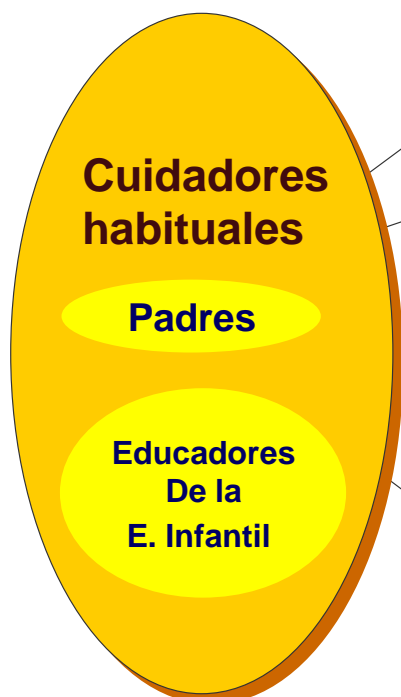 Cuidadores
habituales
Padres
Educadores
De la
E. Infantil